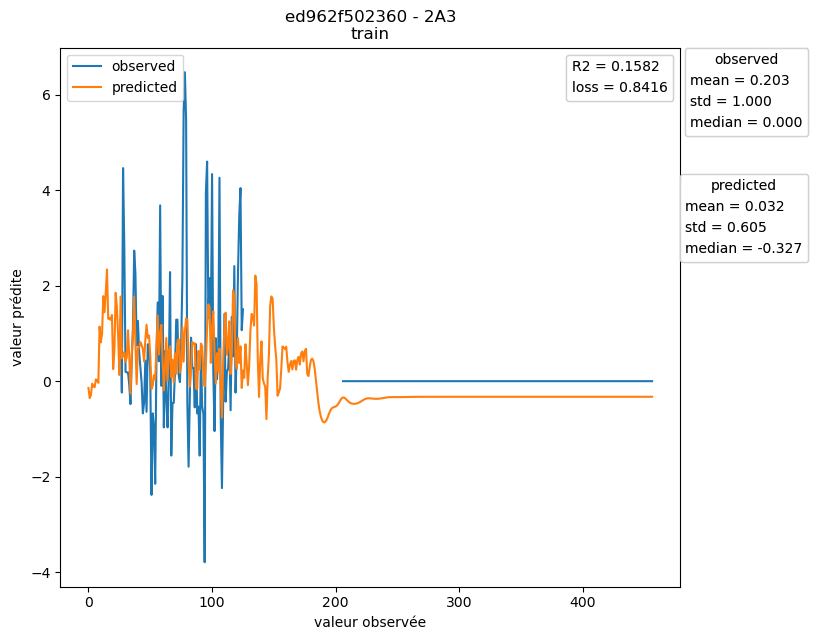 ed962f502360 - 2A3
train
observed
predicted
R2 = 0.1582
loss = 0.8416
observed
mean = 0.203
std = 1.000
median = 0.000
predicted
mean = 0.032
std = 0.605
median = -0.327
valeur prédite
6
4
2
0
−2
−4
0
100
200
300
400
valeur observée